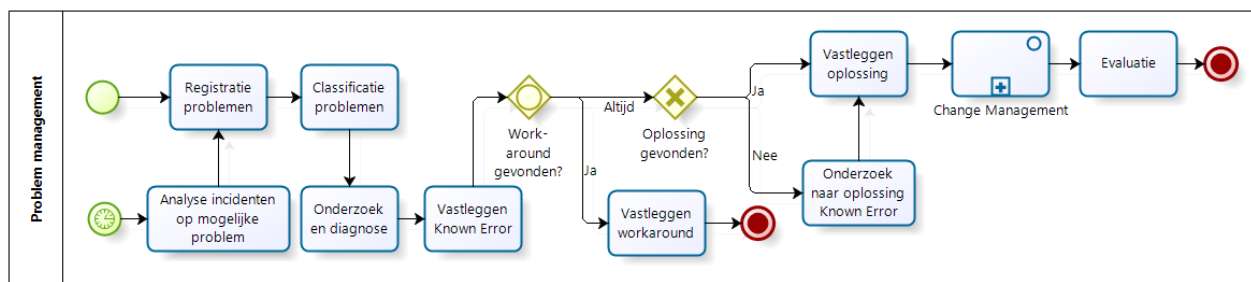 Problem management
Registratie
problemen
Classificatie
problemen
Analyse incidenten
op mogelijke
problem
Onderzoek
en diagnose
Vastleggen
Known Error
Work-
around
gevonden?
Altijd
Ja
Vastleggen
workaround
Oplossing
gevonden?
Ja
Nee
Vastleggen
oplossing
Onderzoek
naar oplossing
Known Error
Change Management
Evaluatie